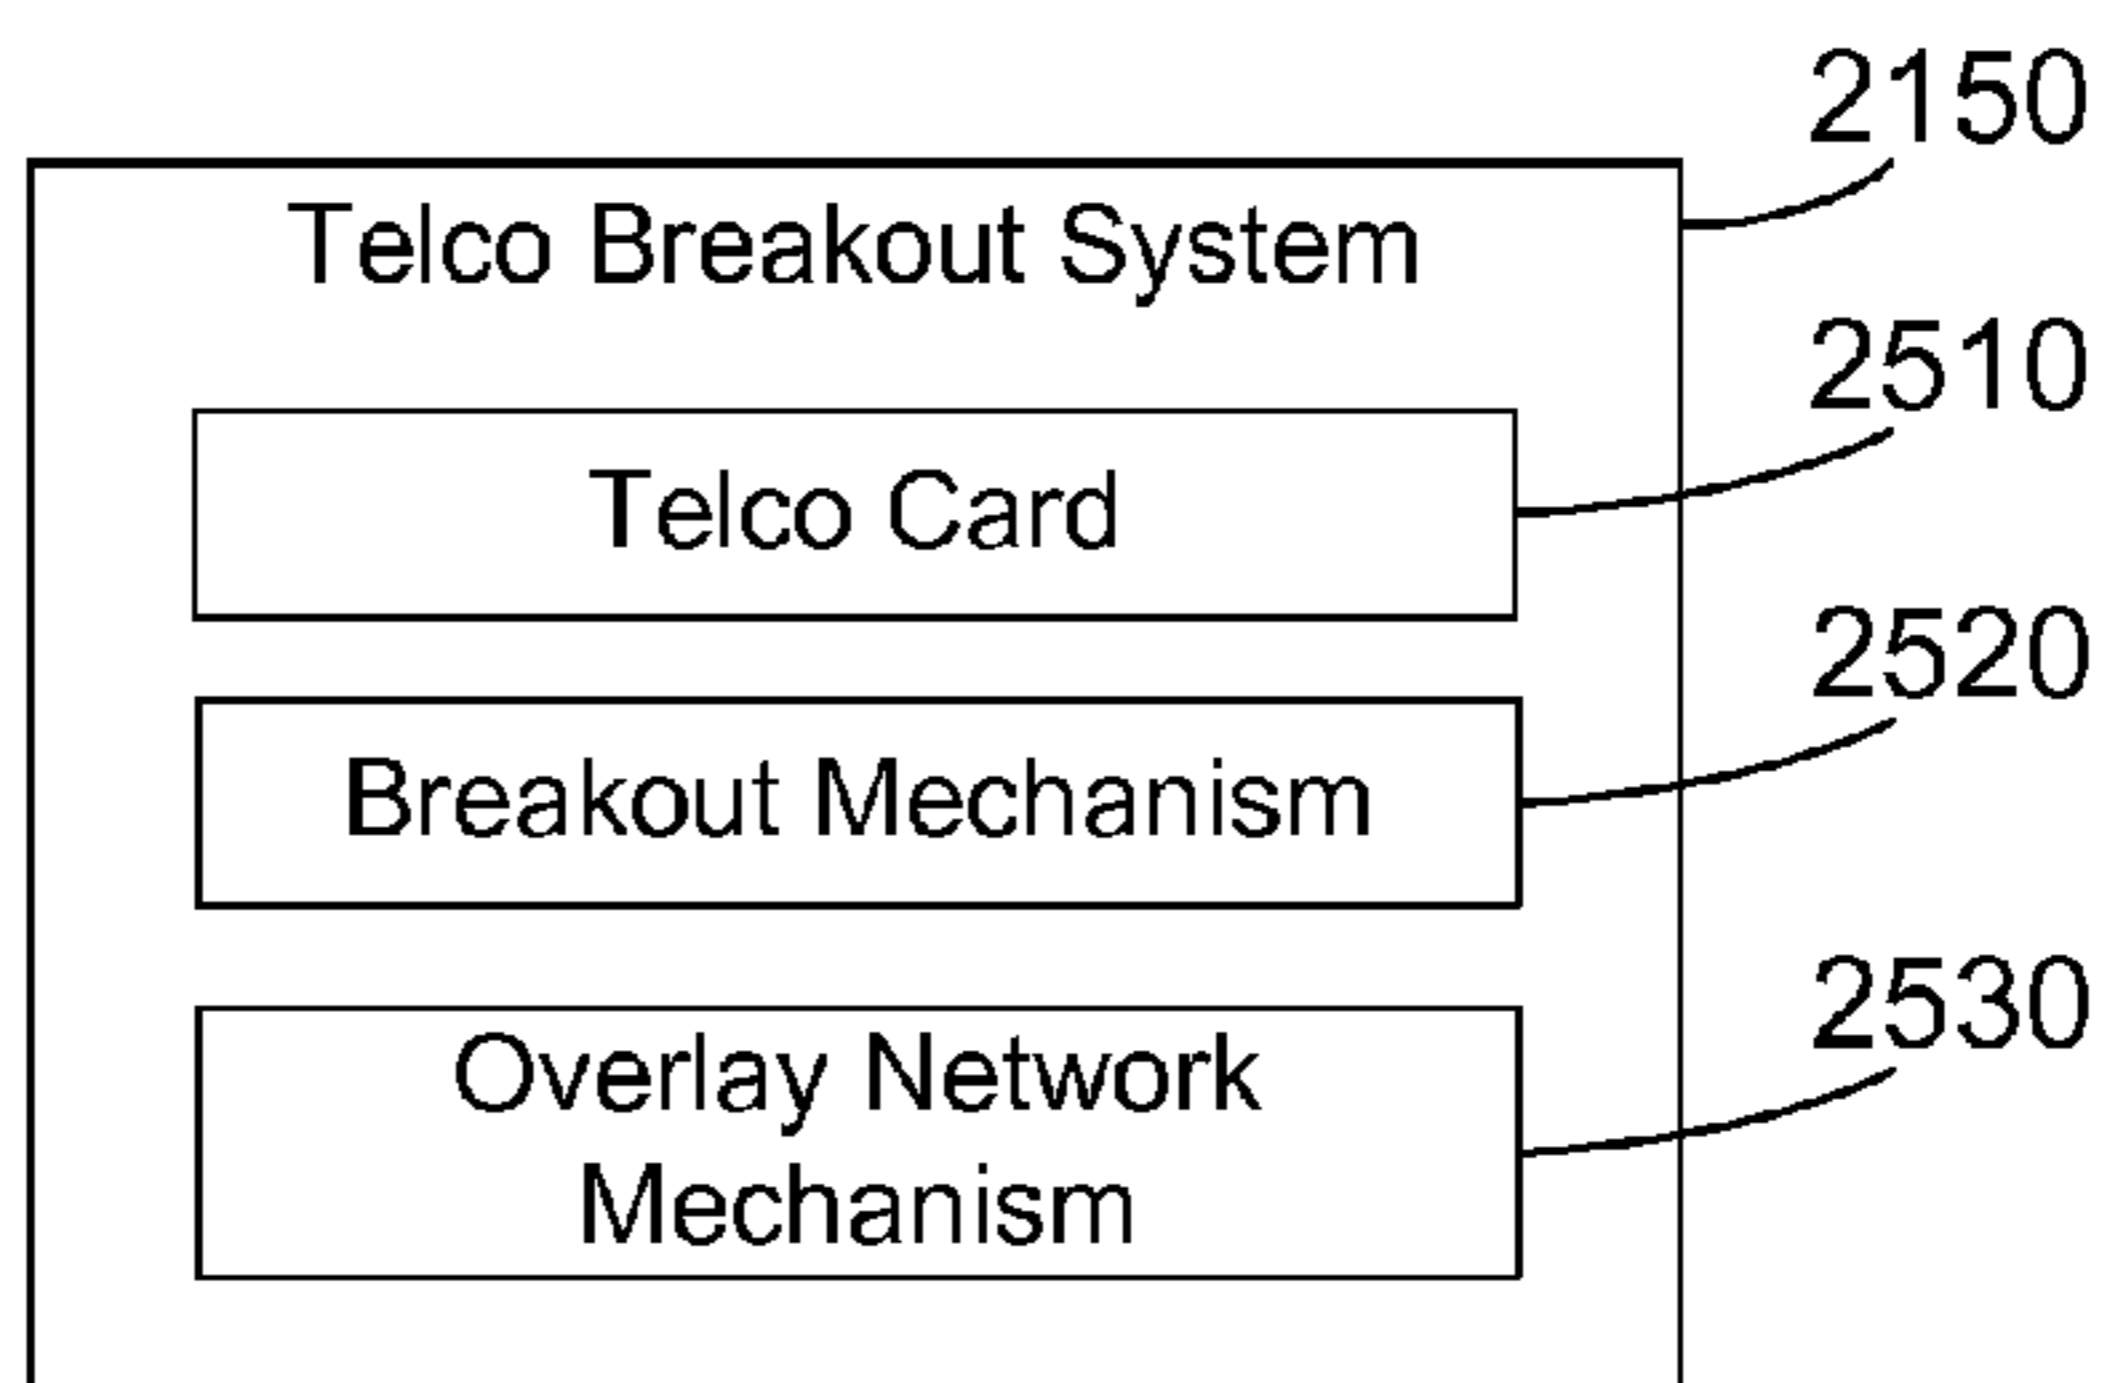 2150
Telco Breakout System
2510
Telco Card
2520
Breakout Mechanism
2530
Overlay Network
Mechanism